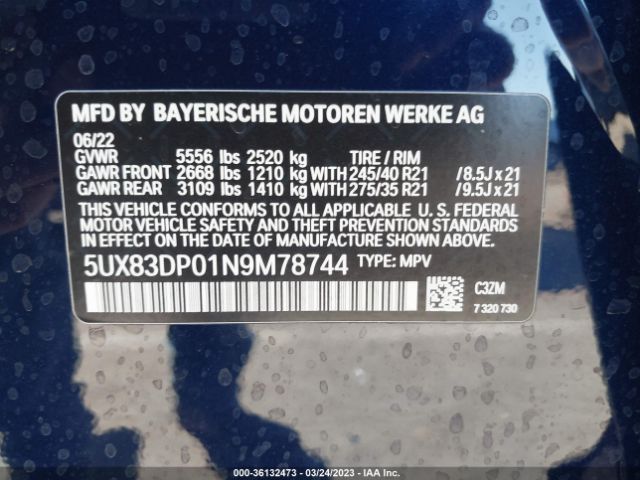 MFD BY BAYERISCHE MOTOREN WERKE AG
06/22
GVWR 5556 lbs 2520 kg TIRE / RIM
GAWR FRONT 2668 lbs 1210 kg WITH 245/40 R21 /8.5J x 21
GAWR REAR 3109 lbs 1410 kg WITH 275/35 R21 /9.5J x 21
THIS VEHICLE CONFORMS TO ALL APPLICABLE U. S. FEDERAL
MOTOR VEHICLE SAFETY AND THEFT PREVENTION STANDARDS
IN EFFECT ON THE DATE OF MANUFACTURE SHOWN ABOVE.
5UX83DP01N9M78744 TYPE: MPV
C3ZM
7 320 730
000-36132473 - 03/24/2023 - IAA Inc.